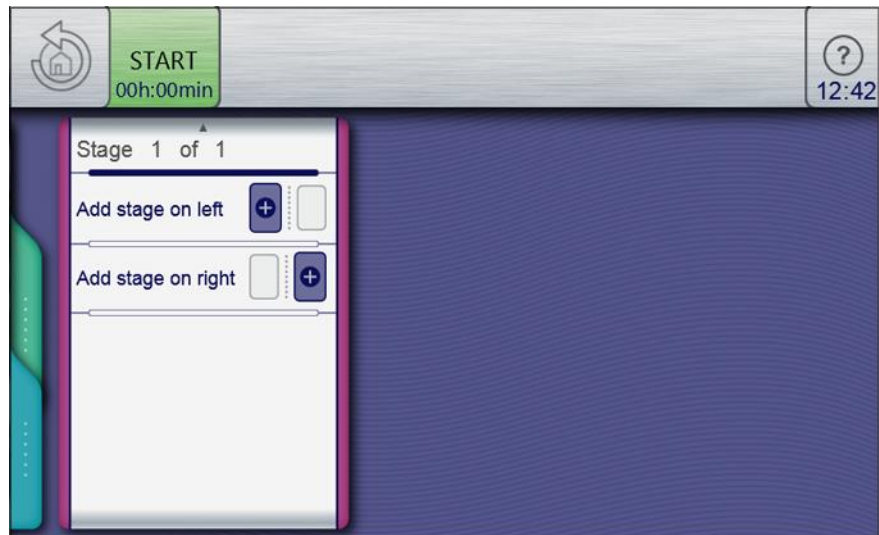 START
00h:00min
?
12:42
Stage 1 of 1
Add stage on left
Add stage on right